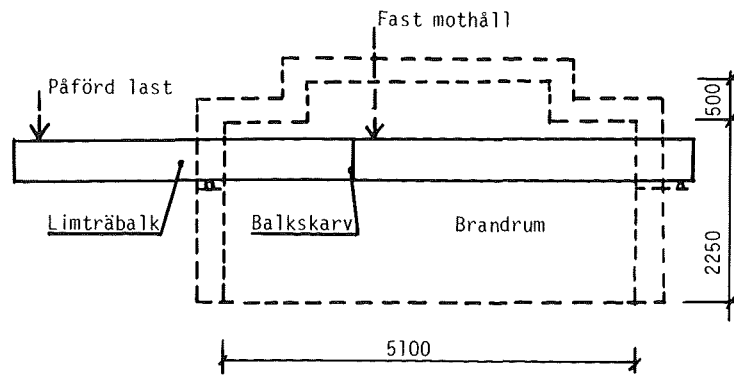 Fast mothåll
Påförd last
500
Limträbalk
Balkskarv
Brandrum
2250
5100